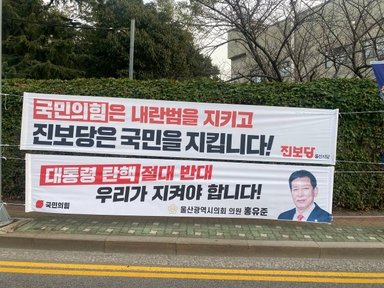 국민의힘은 내란범을 지키고
진보당은 국민을 지킵니다!
진보당 울산시당
대통령 탄핵 절대 반대
우리가 지켜야 합니다!
국민의힘
울산광역시의회 의원 홍유준